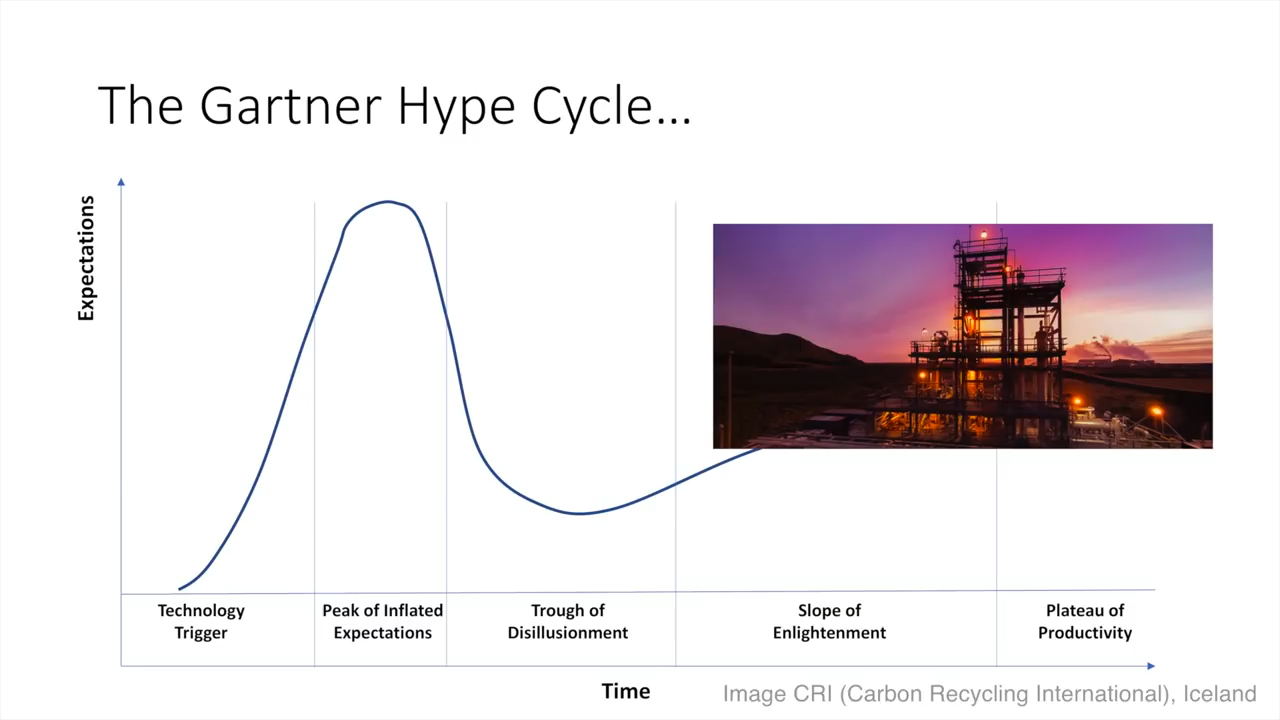 The Gartner Hype Cycle...
Expectations
Technology
Trigger
Peak of Inflated
Expectations
Trough of
Disillusionment
Slope of
Enlightenment
Plateau of
Productivity
Time
Image CRI (Carbon Recycling International), Iceland